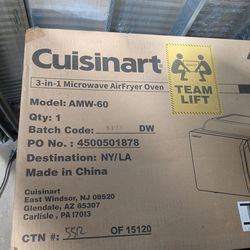 Cuisinart
3-in-1 Microwave AirFryer Oven
TEAM
LIFT
Model: AMW-60
Qty: 1
Batch Code: DW
PO No.: 4500501878
Destination: NY/LA
Made in China
Cuisinart
East Windsor, NJ 08520
Glendale, AZ 85307
Carlisle, PA 17013
CTN #: 5512 OF 15120